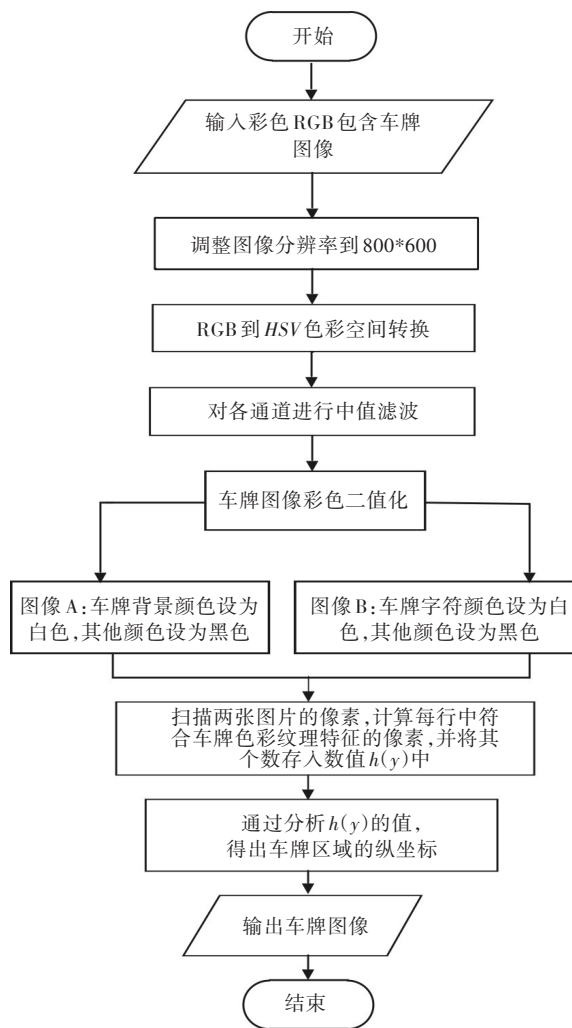 开始
输入彩色RGB包含车牌
图像
调整图像分辨率到800*600
RGB到HSV色彩空间转换
对各通道进行中值滤波
车牌图像彩色二值化
图像A:车牌背景颜色设为
白色,其他颜色设为黑色
图像B:车牌字符颜色设为白
色,其他颜色设为黑色
扫描两张图片的像素,计算每行中符
合车牌色彩纹理特征的像素,并将其
个数存入数值h(y)中
通过分析h(y)的值,
得出车牌区域的纵坐标
输出车牌图像
结束